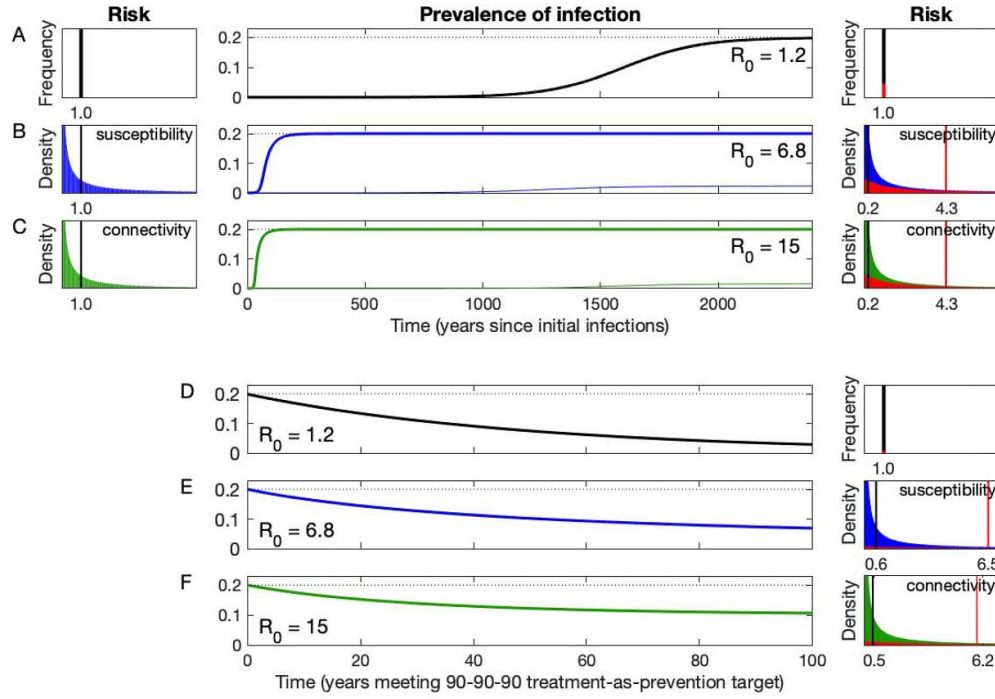 Risk
Prevalence of infection
Risk
A
Frequency
0.2
0.1
0
R0 = 1.2
Frequency
1.0
1.0
B
Density
susceptibility
0.2
0.1
0
R0 = 6.8
Density
susceptibility
1.0
0.2
4.3
C
Density
connectivity
0.2
0.1
0
R0 = 15
Density
connectivity
1.0
0
500
1000
1500
2000
0.2
4.3
Time (years since initial infections)
D
0.2
0.1
0
R0 = 1.2
Frequency
1.0
E
0.2
0.1
0
R0 = 6.8
Density
susceptibility
0.6
6.5
F
0.2
0.1
0
R0 = 15
Density
connectivity
0
20
40
60
80
100
0.5
6.2
Time (years meeting 90-90-90 treatment-as-prevention target)